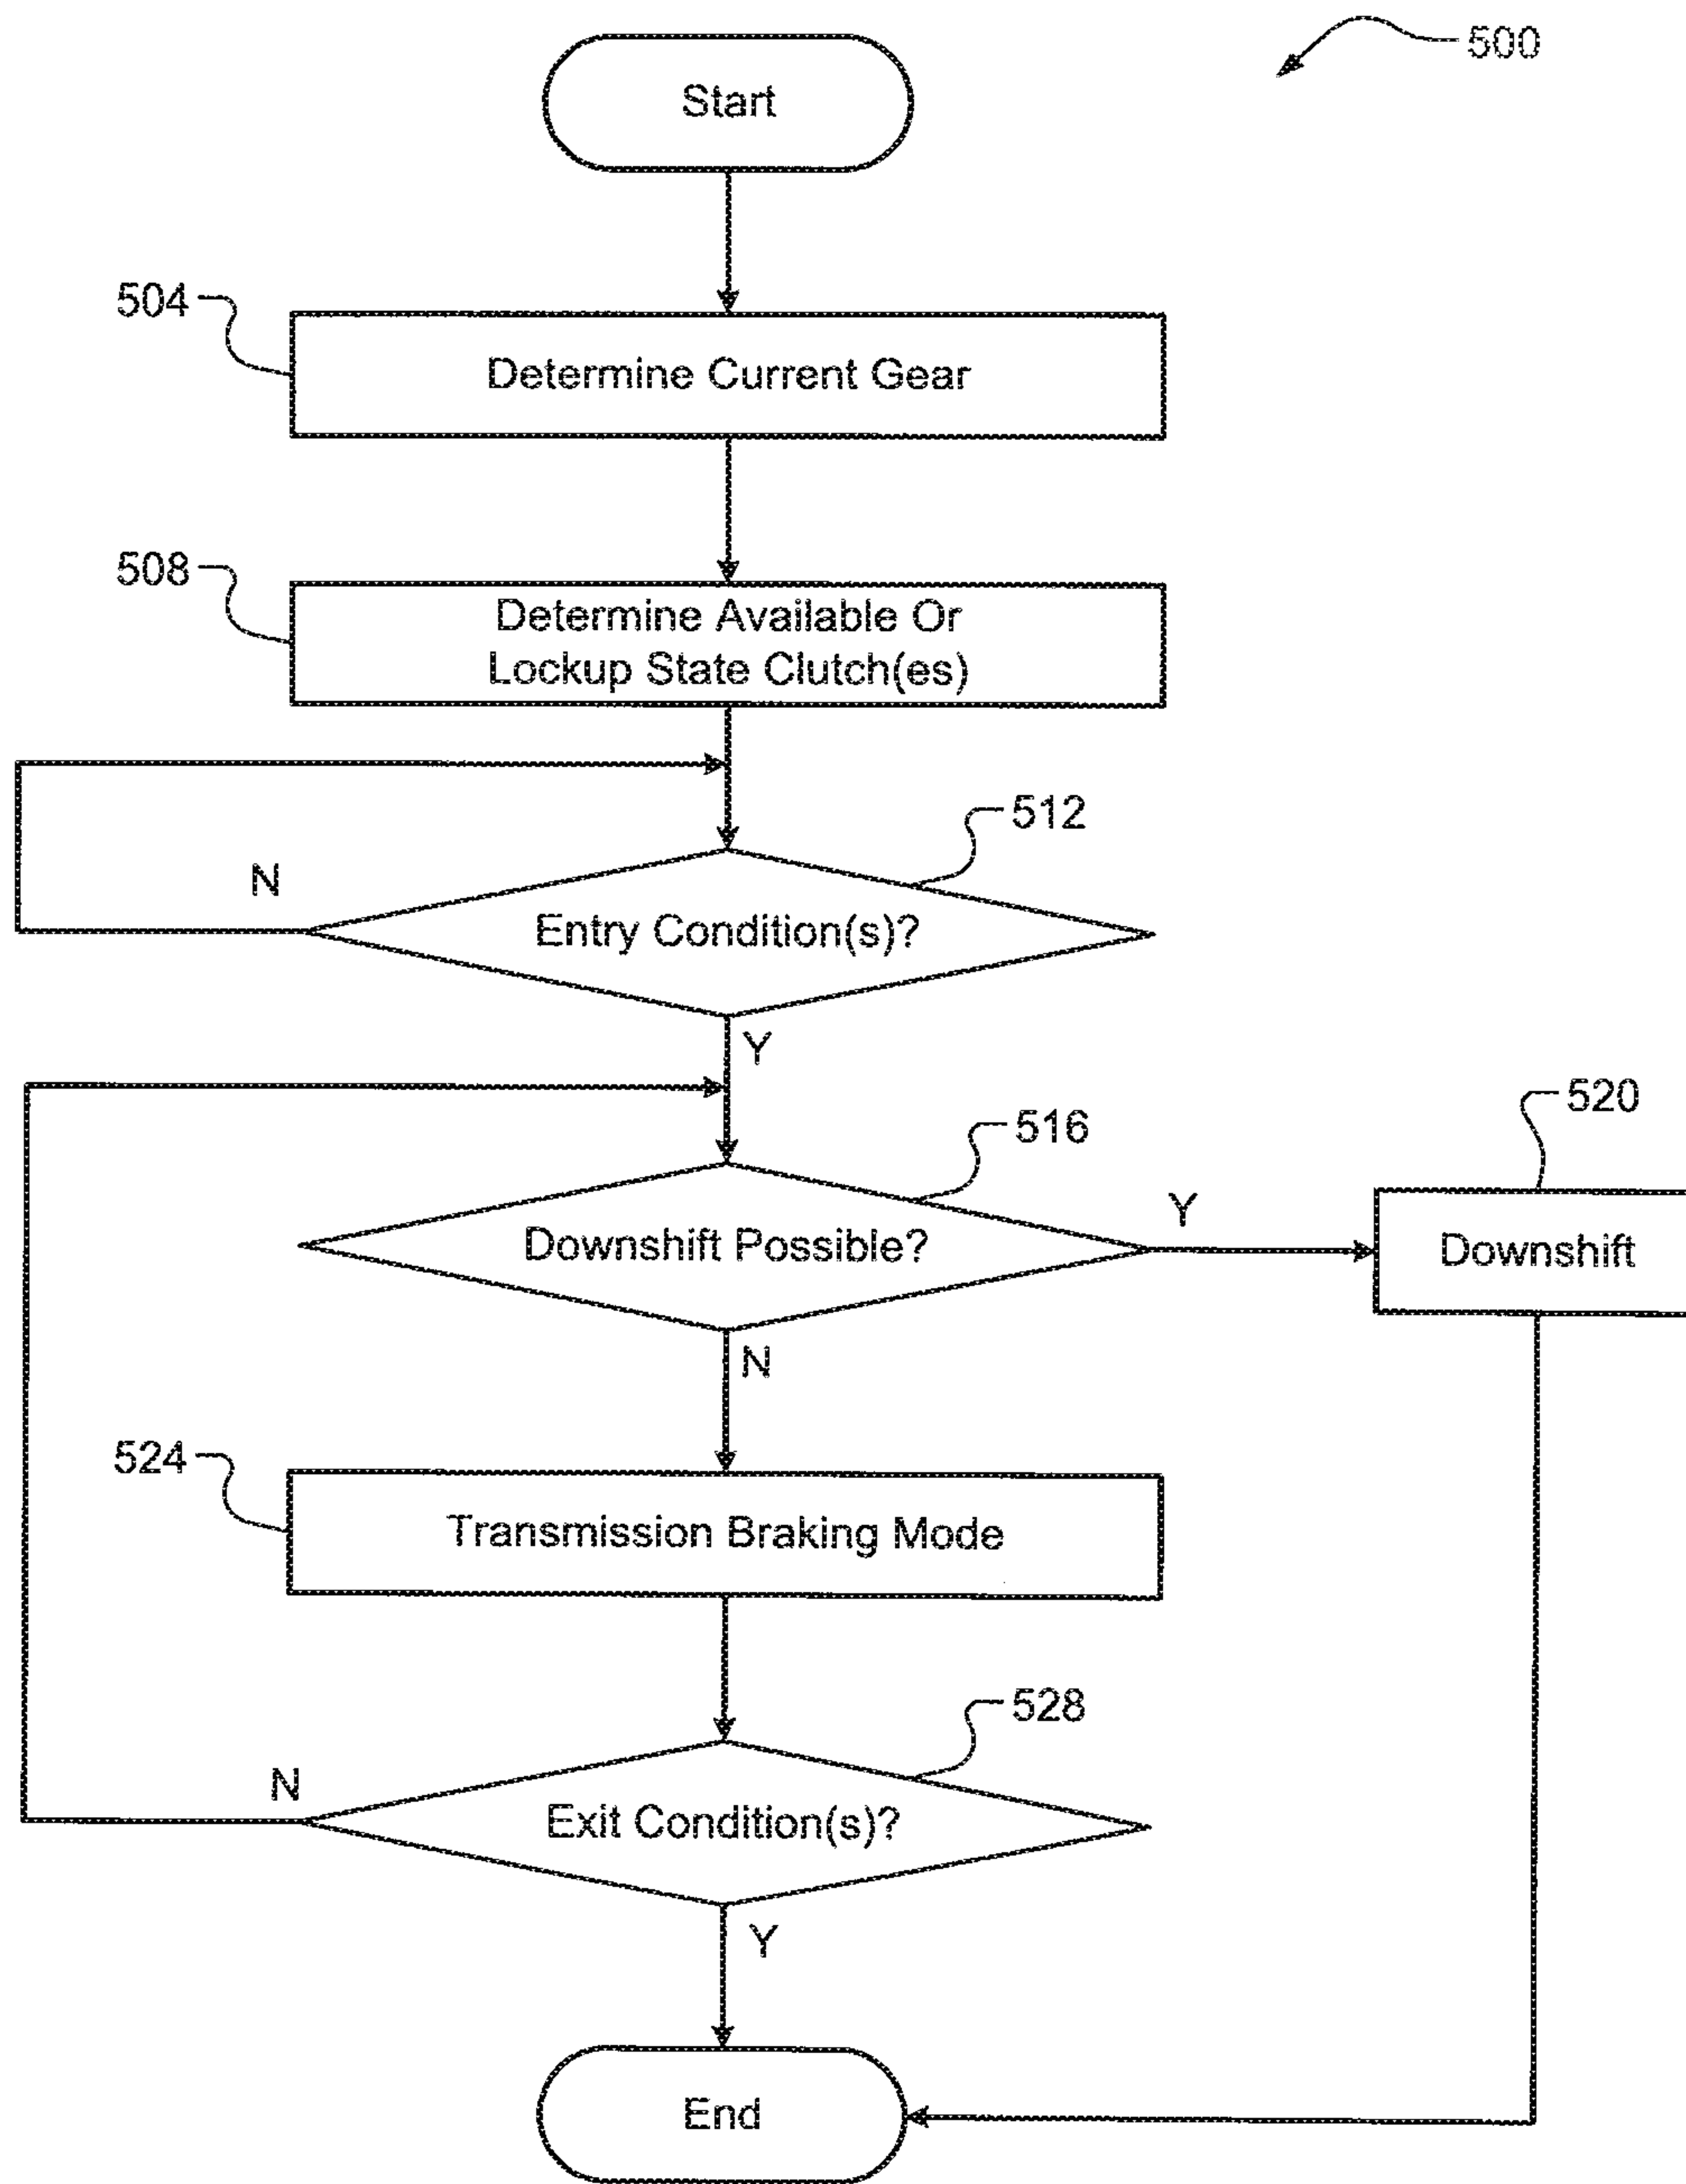 500
Start
504
Determine Current Gear
508
Determine Available Or
Lockup State Clutch(es)
512
N
Entry Condition(s)?
Y
516
520
Downshift Possible?
Y
Downshift
N
524
Transmission Braking Mode
528
N
Exit Condition(s)?
Y
End